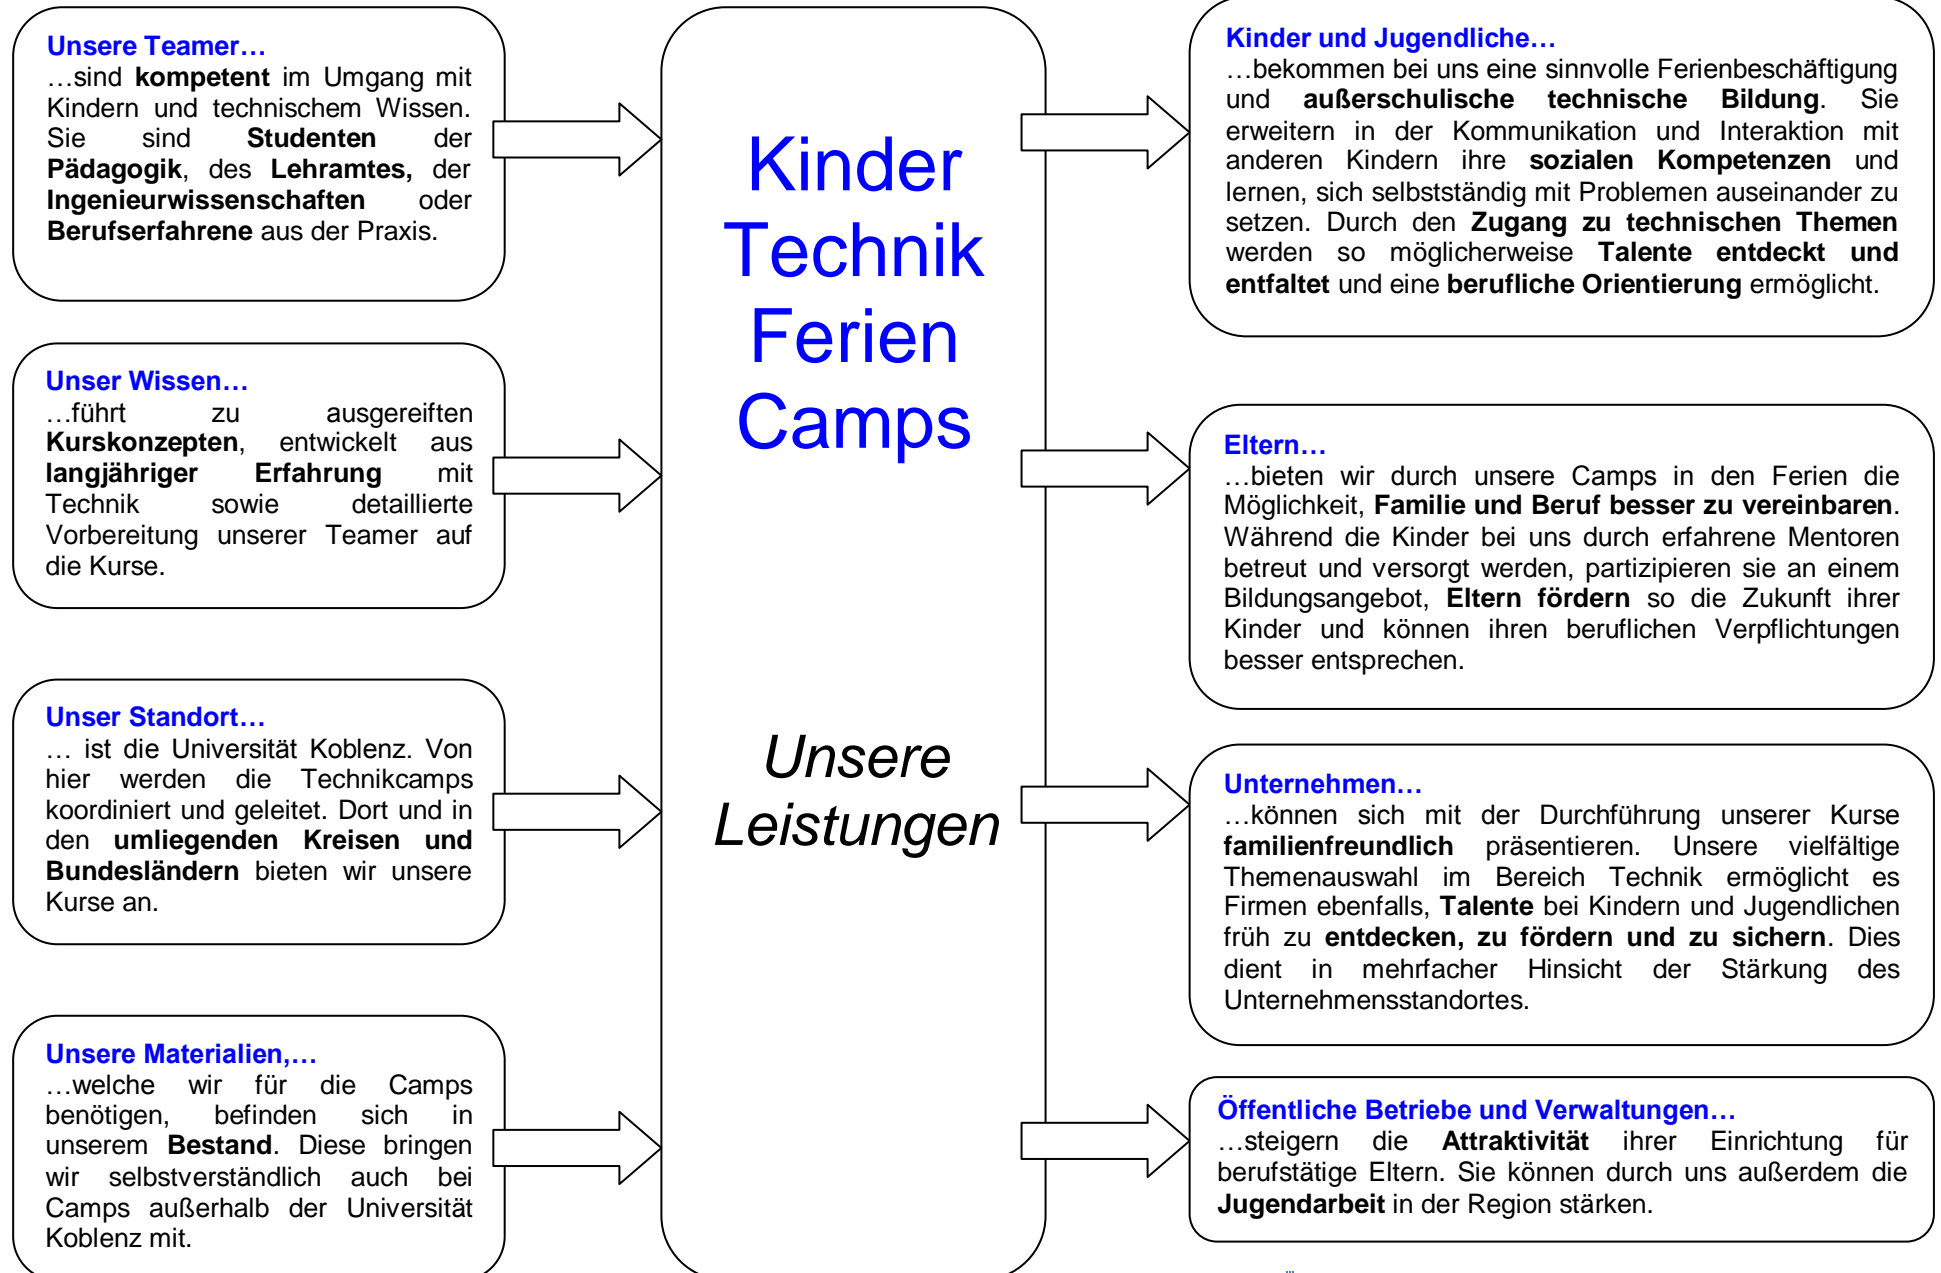 Unsere Teamer…
…sind kompetent im Umgang mit
Kindern und technischem Wissen.
Sie sind Studenten der
Pädagogik, des Lehramtes, der
Ingenieurwissenschaften oder
Berufserfahrene aus der Praxis.
Unser Wissen…
…führt zu ausgereiften
Kurskonzepten, entwickelt aus
langjähriger Erfahrung mit
Technik sowie detaillierte
Vorbereitung unserer Teamer auf
die Kurse.
Unser Standort…
… ist die Universität Koblenz. Von
hier werden die Technikcamps
koordiniert und geleitet. Dort und in
den umliegenden Kreisen und
Bundesländern bieten wir unsere
Kurse an.
Unsere Materialien,…
…welche wir für die Camps
benötigen, befinden sich in
unserem Bestand. Diese bringen
wir selbstverständlich auch bei
Camps außerhalb der Universität
Koblenz mit.
Kinder
Technik
Ferien
Camps
Unsere
Leistungen
Kinder und Jugendliche…
…bekommen bei uns eine sinnvolle Ferienbeschäftigung
und außerschulische technische Bildung. Sie
erweitern in der Kommunikation und Interaktion mit
anderen Kindern ihre sozialen Kompetenzen und
lernen, sich selbstständig mit Problemen auseinander zu
setzen. Durch den Zugang zu technischen Themen
werden so möglicherweise Talente entdeckt und
entfaltet und eine berufliche Orientierung ermöglicht.
Eltern…
…bieten wir durch unsere Camps in den Ferien die
Möglichkeit, Familie und Beruf besser zu vereinbaren.
Während die Kinder bei uns durch erfahrene Mentoren
betreut und versorgt werden, partizipieren sie an einem
Bildungsangebot, Eltern fördern so die Zukunft ihrer
Kinder und können ihren beruflichen Verpflichtungen
besser entsprechen.
Unternehmen…
…können sich mit der Durchführung unserer Kurse
familienfreundlich präsentieren. Unsere vielfältige
Themenauswahl im Bereich Technik ermöglicht es
Firmen ebenfalls, Talente bei Kindern und Jugendlichen
früh zu entdecken, zu fördern und zu sichern. Dies
dient in mehrfacher Hinsicht der Stärkung des
Unternehmensstandortes.
Öffentliche Betriebe und Verwaltungen…
…steigern die Attraktivität ihrer Einrichtung für
berufstätige Eltern. Sie können durch uns außerdem die
Jugendarbeit in der Region stärken.